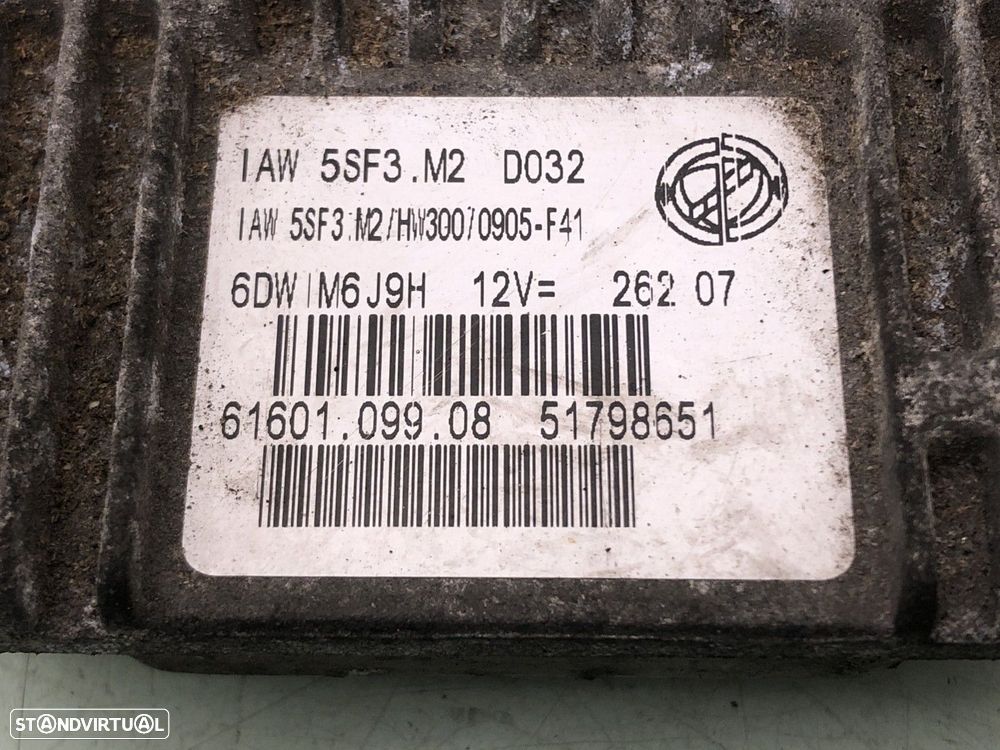 IAW 5SF3.M2 D032
IAW 5SF3.M2/HW300/0905-F41
6DW|M6J9H 12V= 262 07
61601.099.08 51798651
STANDVIRTUAL